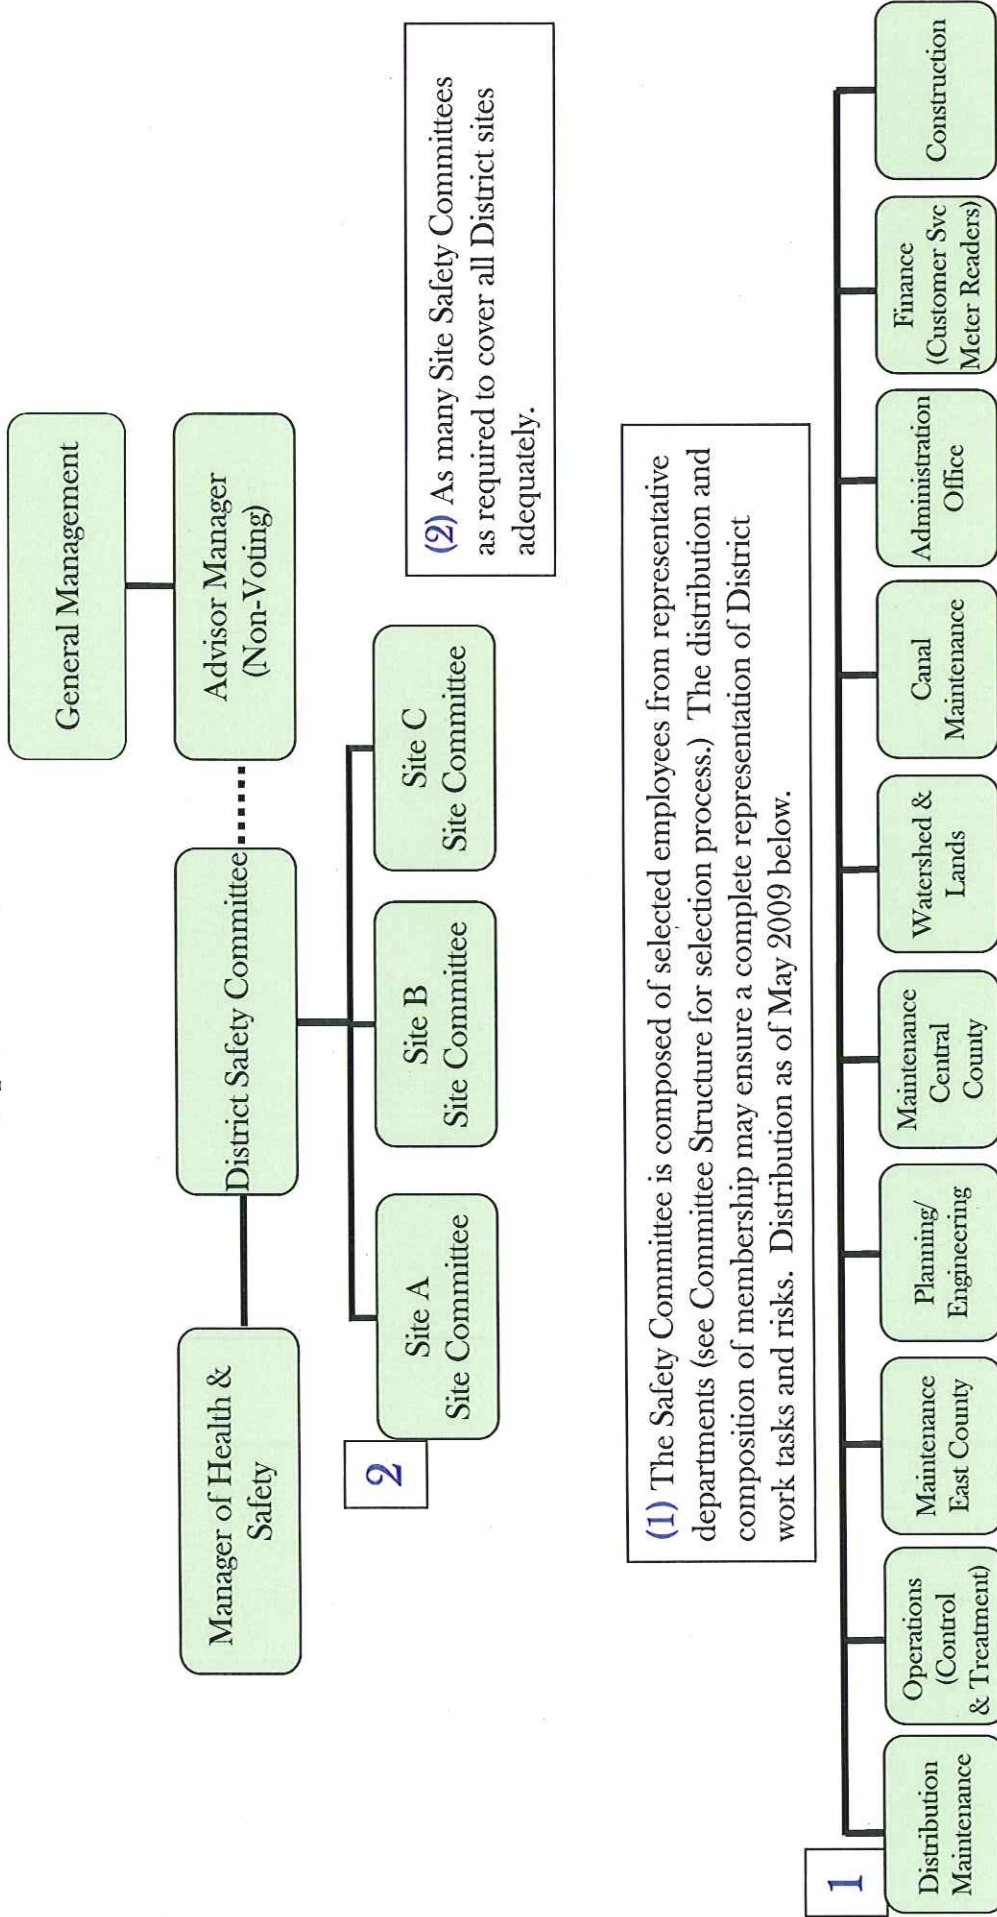 General Management
Advisor Manager
(Non-Voting)
Manager of Health &
Safety
District Safety Committee
2
Site A
Site Committee
Site B
Site Committee
Site C
Site Committee
(2) As many Site Safety Committees
as required to cover all District sites
adequately.
(1) The Safety Committee is composed of selected employees from representative
departments (see Committee Structure for selection process.) The distribution and
composition of membership may ensure a complete representation of District
work tasks and risks. Distribution as of May 2009 below.
1
Distribution
Maintenance
Operations
(Control
& Treatment)
Maintenance
East County
Planning/
Engineering
Maintenance
Central
County
Watershed &
Lands
Canal
Maintenance
Administration
Office
Finance
(Customer Svc
Meter Readers)
Construction